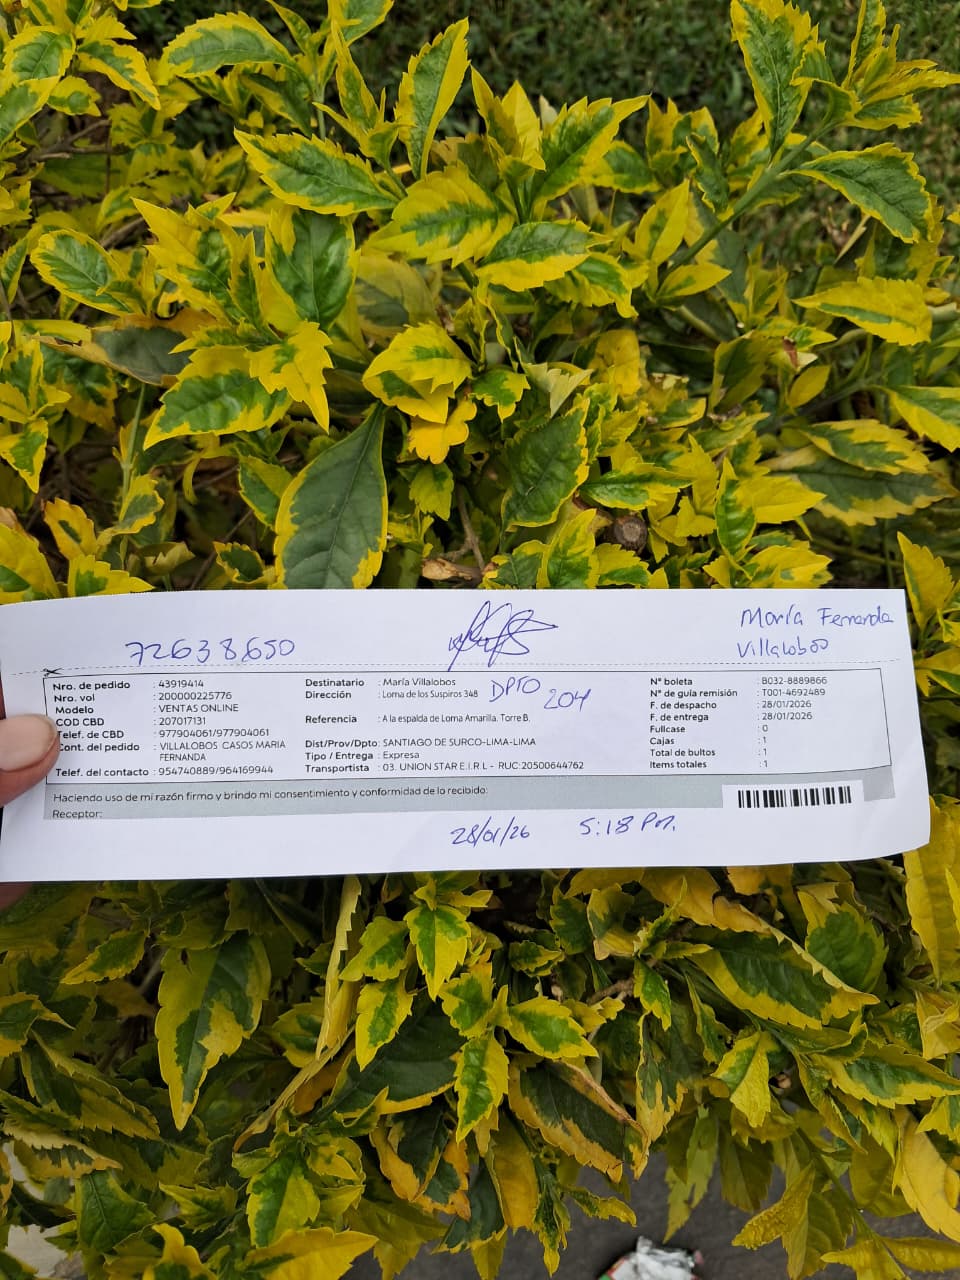 72638650
María Fernanda
Villalobos
Nro. de pedido : 43919414
Nro. vol : 200000225776
Modelo : VENTAS ONLINE
COD CBD : 207017131
Telef. de CBD : 977904061/977904061
Cont. del pedido : VILLALOBOS CASOS MARIA
FERNANDA
Telef. del contacto : 954740889/964169944
Destinatario : María Villalobos
Dirección : Loma de los Suspiros 348 DPTO 204
Referencia : A la espalda de Loma Amarilla. Torre B.
Dist/Prov/Dpto: SANTIAGO DE SURCO-LIMA-LIMA
Tipo / Entrega : Expresa
Transportista : 03. UNION STAR E.I.R.L - RUC:20500644762
N° boleta : B032-8889866
N° de guía remisión : T001-4692489
F. de despacho : 28/01/2026
F. de entrega : 28/01/2026
Fullcase : 0
Cajas : 1
Total de bultos : 1
Items totales : 1
Haciendo uso de mi razón firmo y brindo mi consentimiento y conformidad de lo recibido:
Receptor:
28/01/26 5:18 Pm.